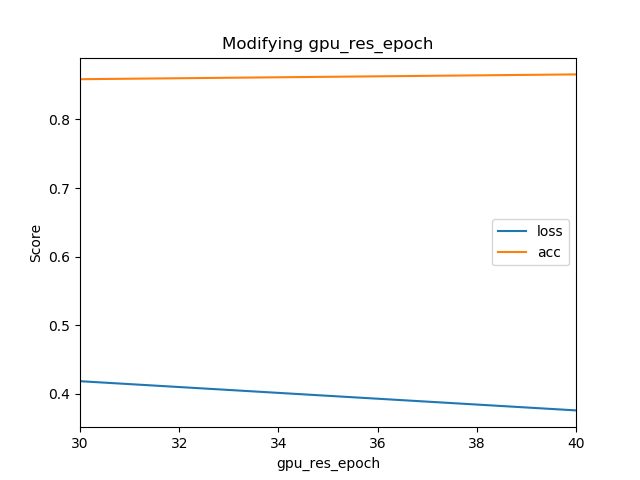 Modifying gpu_res_epoch
Score
0.8
0.7
0.6
0.5
0.4
loss
acc
30 32 34 36 38 40
gpu_res_epoch